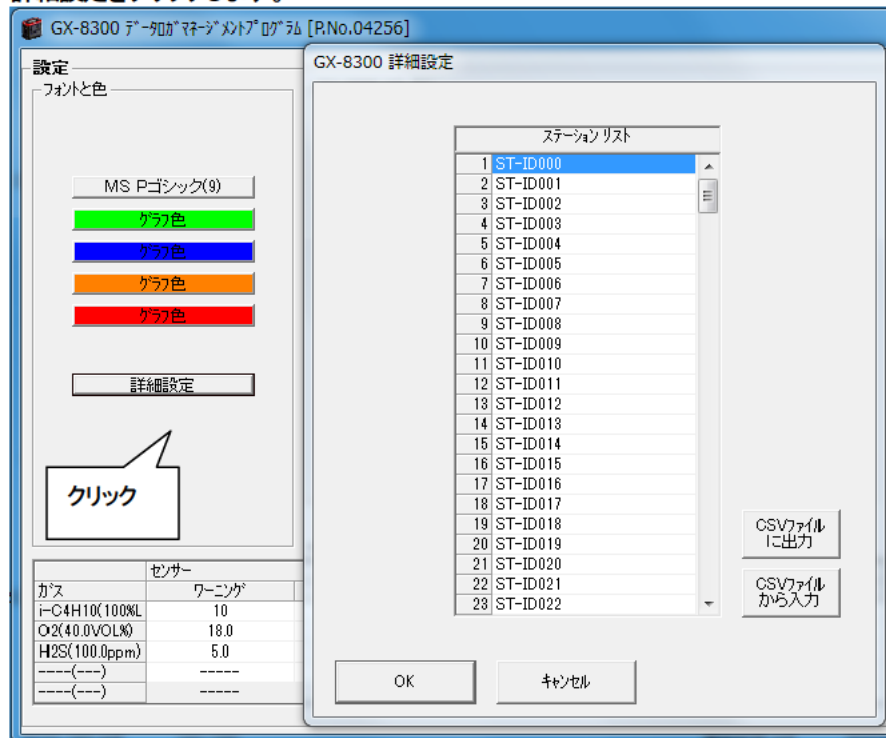 GX-8300 ﾃﾞｰﾀﾛｶﾞﾏﾈｰｼﾞﾒﾝﾄﾌﾟﾛｸﾞﾗﾑ [P.No.04256]
設定
フォントと色
MS Pゴシック(9)
ｸﾞﾗﾌ色
ｸﾞﾗﾌ色
ｸﾞﾗﾌ色
ｸﾞﾗﾌ色
詳細設定
クリック
センサー
ｶﾞｽ ﾜｰﾆﾝｸﾞ
i-C4H10(100%L 10
O2(40.0VOL%) 18.0
H2S(100.0ppm) 5.0
----(---) -----
----(---) -----
GX-8300 詳細設定
ｽﾃｰｼｮﾝ ﾘｽﾄ
1 ST-ID000
2 ST-ID001
3 ST-ID002
4 ST-ID003
5 ST-ID004
6 ST-ID005
7 ST-ID006
8 ST-ID007
9 ST-ID008
10 ST-ID009
11 ST-ID010
12 ST-ID011
13 ST-ID012
14 ST-ID013
15 ST-ID014
16 ST-ID015
17 ST-ID016
18 ST-ID017
19 ST-ID018
20 ST-ID019
21 ST-ID020
22 ST-ID021
23 ST-ID022
CSVﾌｧｲﾙ
に出力
CSVﾌｧｲﾙ
から入力
OK
ｷｬﾝｾﾙ